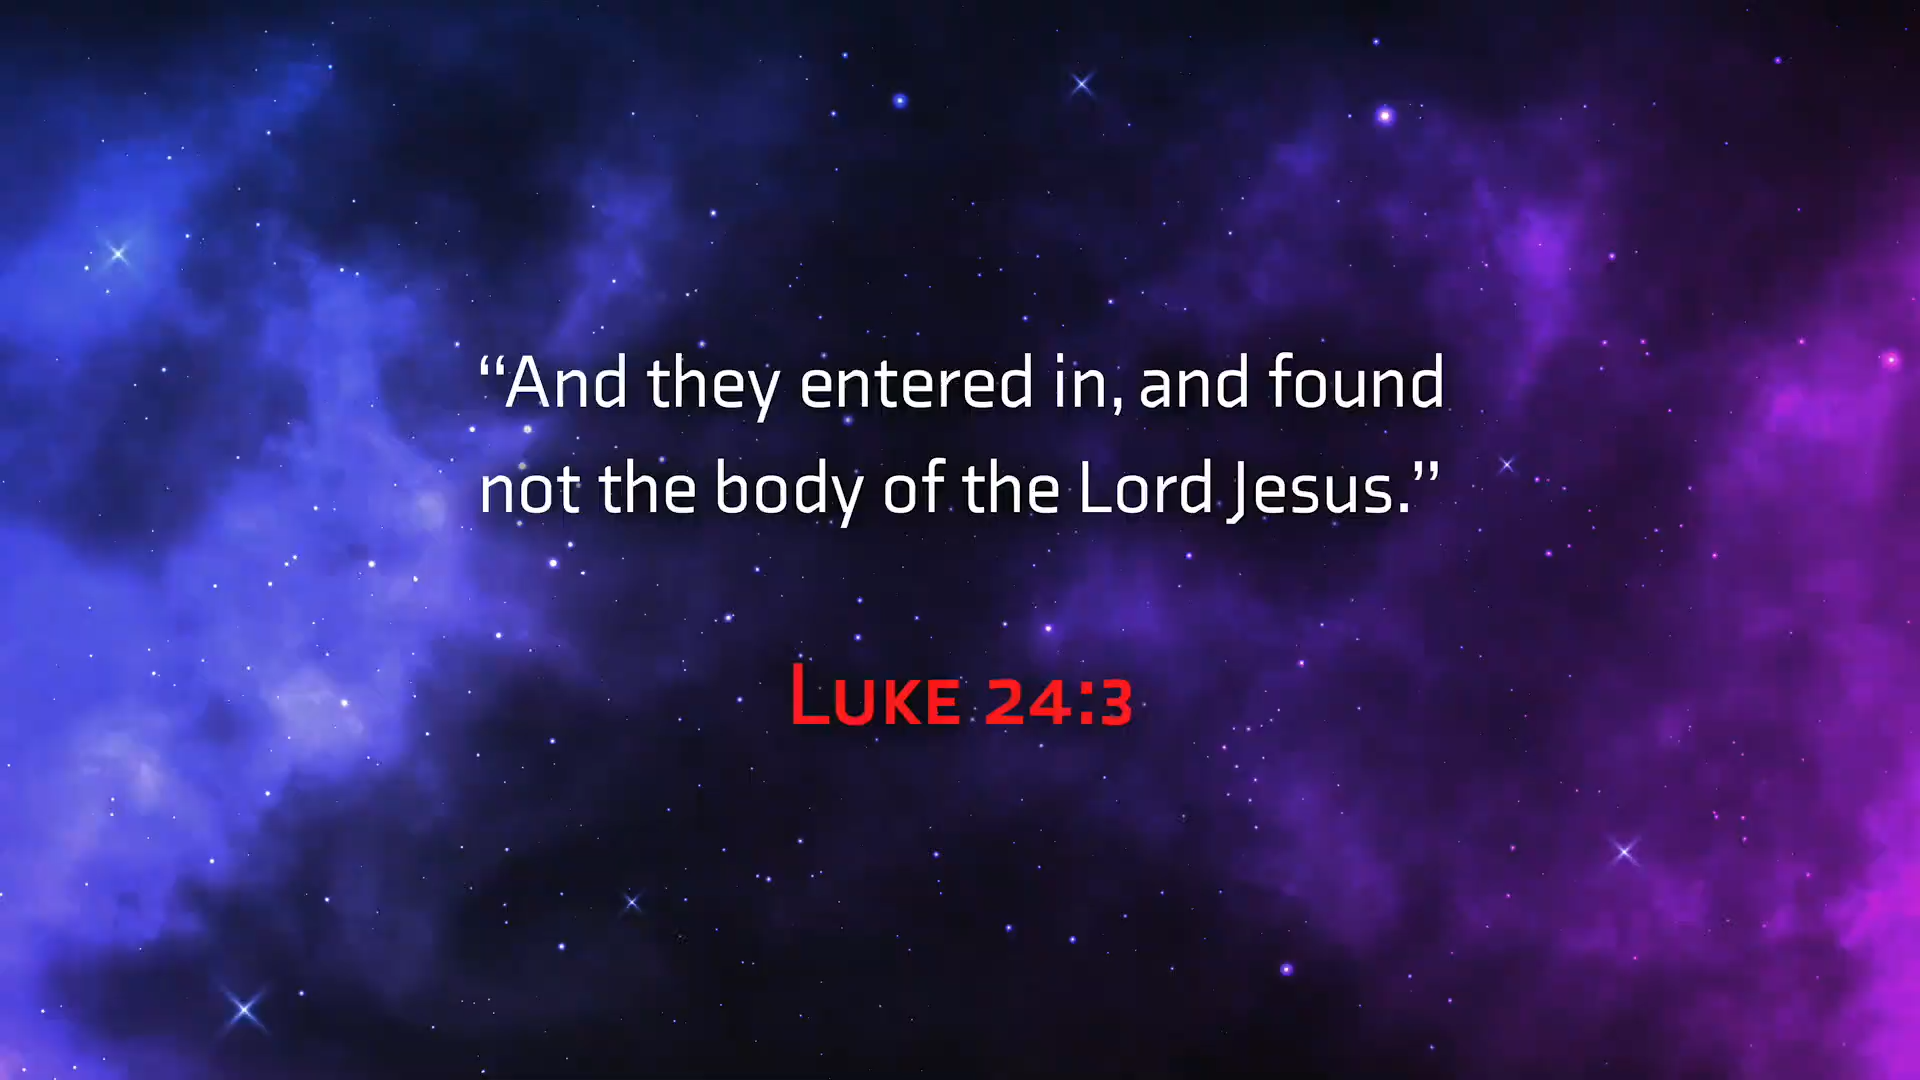 “And they entered in, and found
not the body of the Lord Jesus.”
Luke 24:3